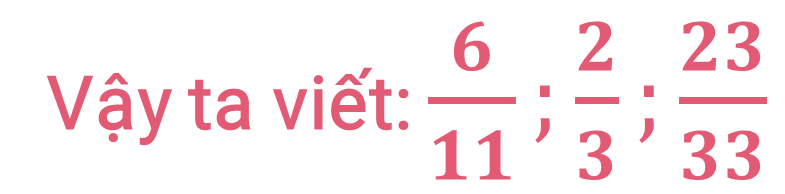 Vậy ta viết: 6/11 ; 2/3 ; 23/33